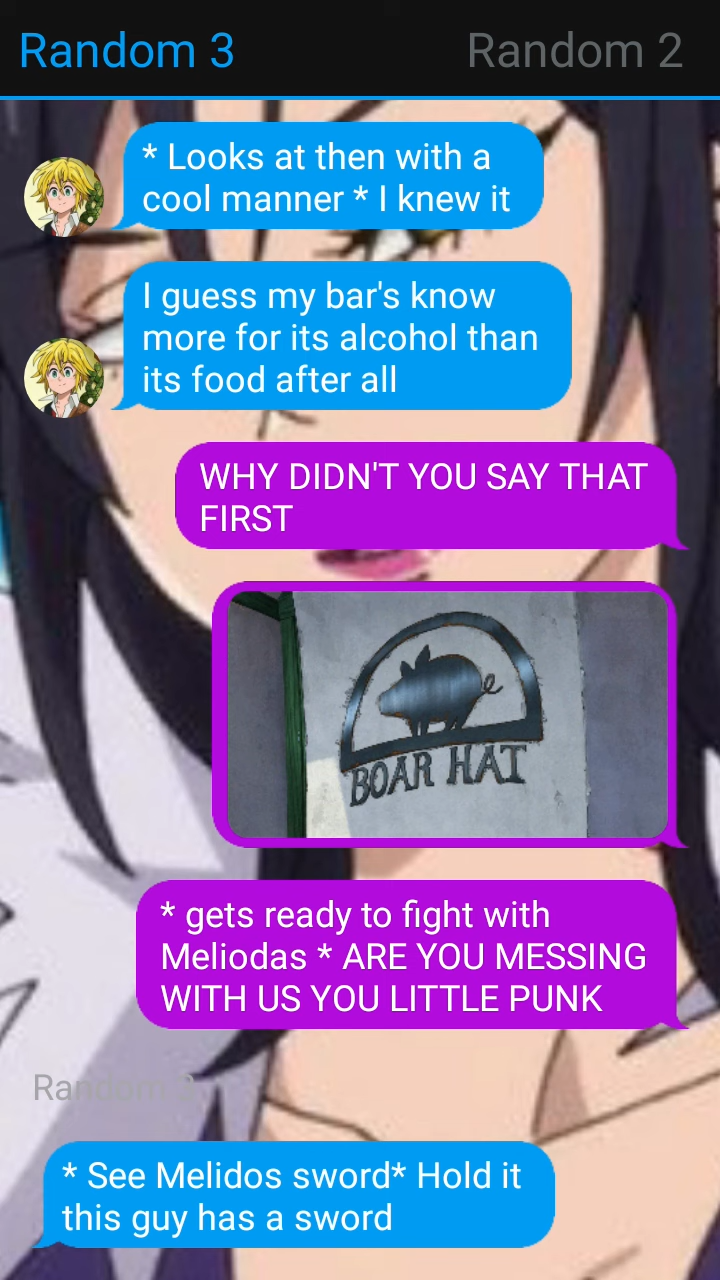 Random 3
Random 2
* Looks at then with a
cool manner * I knew it
I guess my bar's know
more for its alcohol than
its food after all
WHY DIDN'T YOU SAY THAT
FIRST
BOAR HAT
* gets ready to fight with
Meliodas * ARE YOU MESSING
WITH US YOU LITTLE PUNK
Random 2
* See Melidos sword* Hold it
this guy has a sword